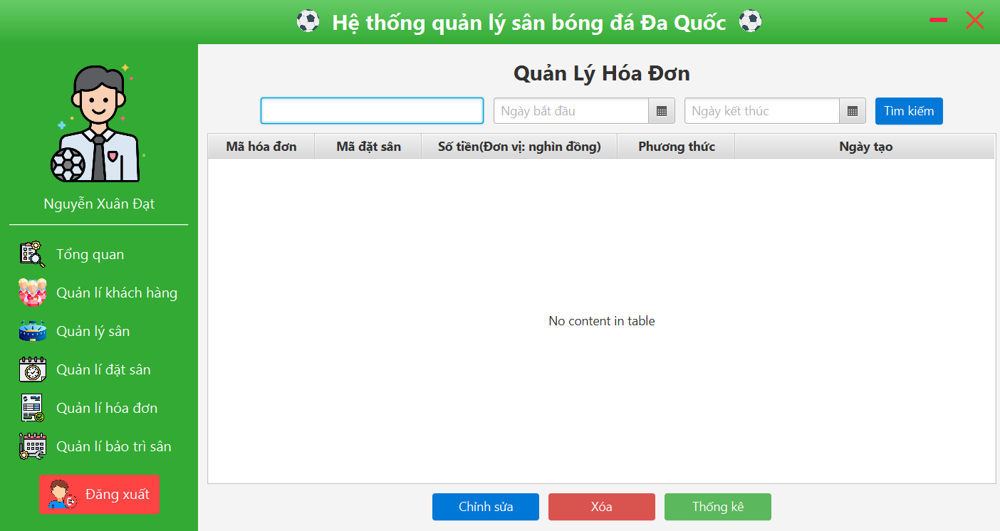 Hệ thống quản lý sân bóng đá Đa Quốc
Nguyễn Xuân Đạt
Tổng quan
Quản lí khách hàng
Quản lý sân
Quản lí đặt sân
Quản lí hóa đơn
Quản lí bảo trì sân
Đăng xuất
Quản Lý Hóa Đơn
Ngày bắt đầu
Ngày kết thúc
Tìm kiếm
Mã hóa đơn
Mã đặt sân
Số tiền(Đơn vị: nghìn đồng)
Phương thức
Ngày tạo
No content in table
Chỉnh sửa
Xóa
Thống kê